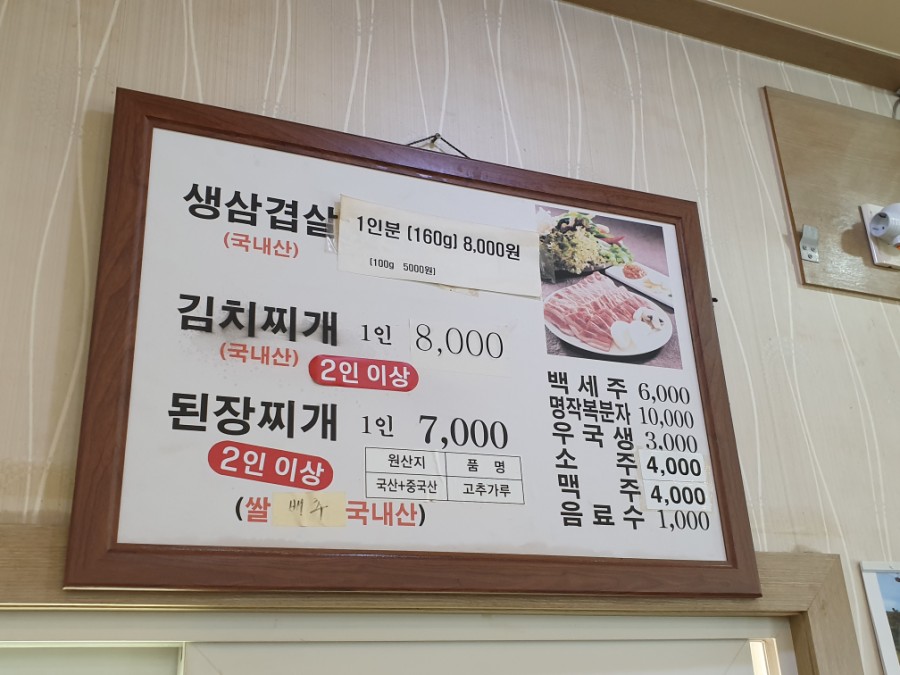 생삼겹살 1인분 [160g] 8,000원
(국내산)
[100g 5000원]
김치찌개 1인 8,000
(국내산) 2인 이상
된장찌개 1인 7,000
2인 이상
원산지 품 명
국산+중국산 고추가루
(쌀 배추 국내산)
백 세 주 6,000
명작복분자 10,000
우 국 생 3,000
소 주 4,000
맥 주 4,000
음 료 수 1,000